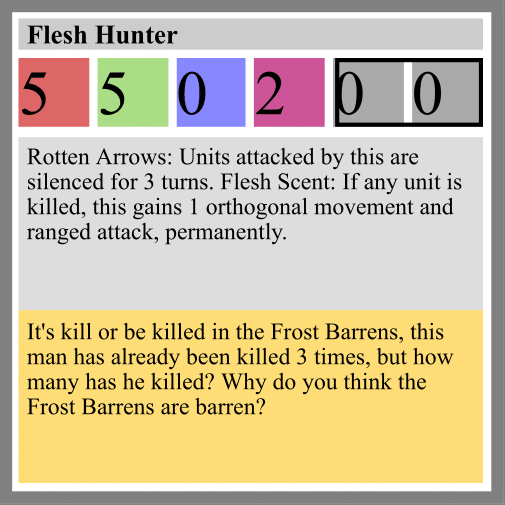 Flesh Hunter
5 5 0 2 0 0
Rotten Arrows: Units attacked by this are
silenced for 3 turns. Flesh Scent: If any unit is
killed, this gains 1 orthogonal movement and
ranged attack, permanently.
It's kill or be killed in the Frost Barrens, this
man has already been killed 3 times, but how
many has he killed? Why do you think the
Frost Barrens are barren?